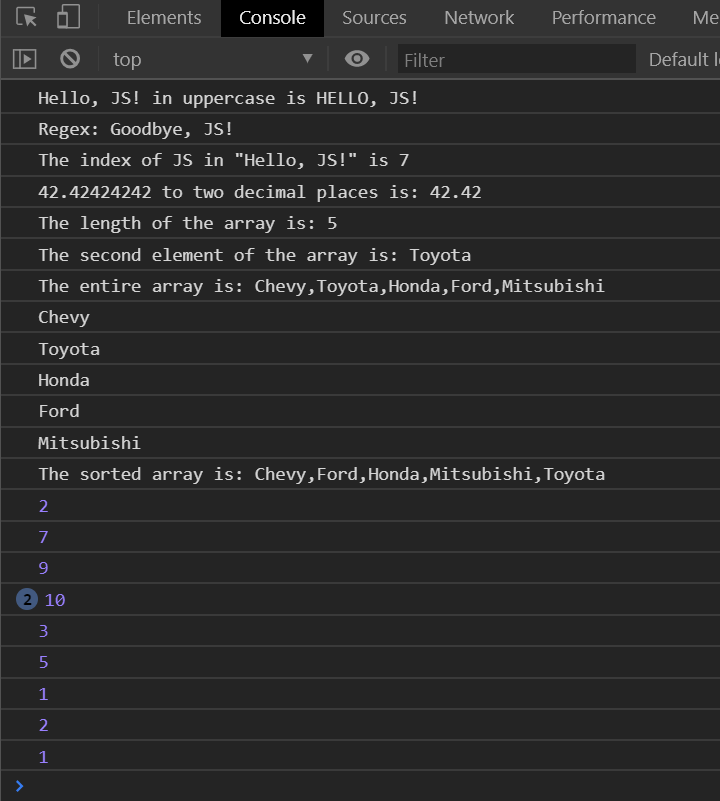 Elements Console Sources Network Performance Me
top Filter Default l
Hello, JS! in uppercase is HELLO, JS!
Regex: Goodbye, JS!
The index of JS in "Hello, JS!" is 7
42.42424242 to two decimal places is: 42.42
The length of the array is: 5
The second element of the array is: Toyota
The entire array is: Chevy,Toyota,Honda,Ford,Mitsubishi
Chevy
Toyota
Honda
Ford
Mitsubishi
The sorted array is: Chevy,Ford,Honda,Mitsubishi,Toyota
2
7
9
2 10
3
5
1
2
1